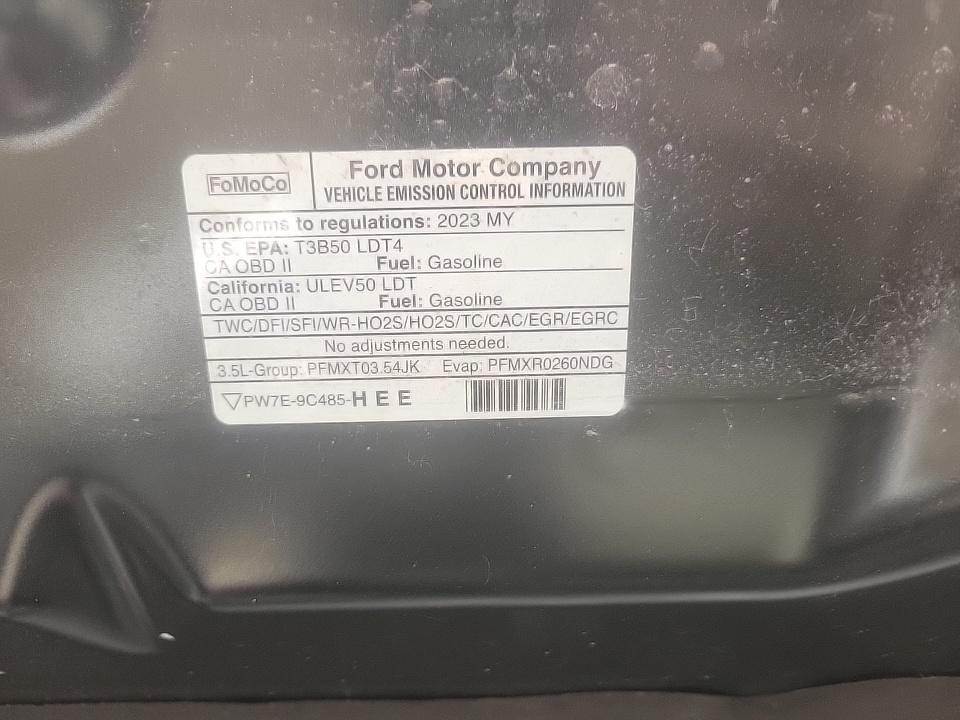 FoMoCo
Ford Motor Company
VEHICLE EMISSION CONTROL INFORMATION
Conforms to regulations: 2023 MY
U.S. EPA: T3B50 LDT4
CA OBD II Fuel: Gasoline
California: ULEV50 LDT
CA OBD II Fuel: Gasoline
TWC/DFI/SFI/WR-HO2S/HO2S/TC/CAC/EGR/EGRC
No adjustments needed.
3.5L-Group: PFMXT03.54JK Evap: PFMXR0260NDG
PW7E-9C485-HEE